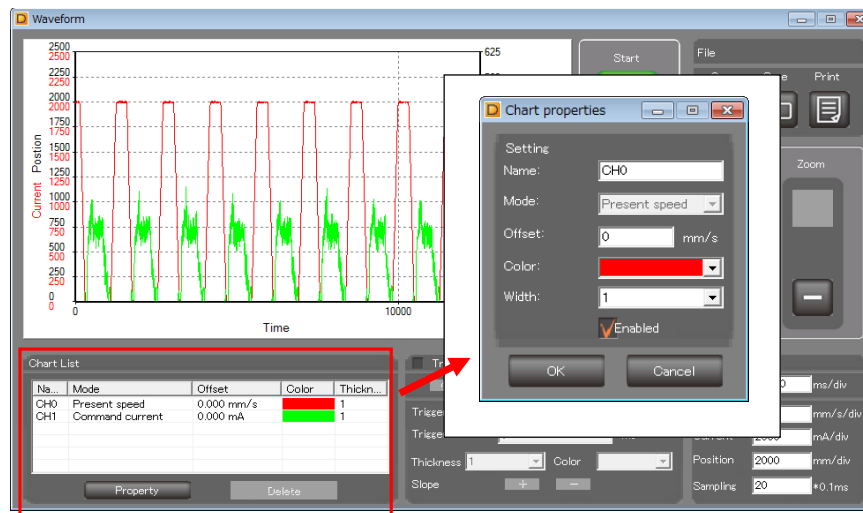 Waveform
2500
2500
2250
2250
2000
2000
1750
1750
1500
1500
1250
1250
1000
1000
750
750
500
500
250
250
0
0
Current Postion
625
0
10000
Time
Start
File
Print
Zoom
Chart properties
Setting
Name: CH0
Mode: Present speed
Offset: 0 mm/s
Color:
Width: 1
Enabled
OK Cancel
Chart List
Na... Mode Offset Color Thickn...
CH0 Present speed 0.000 mm/s 1
CH1 Command current 0.000 mA 1
Property Delete
ms/div
mm/s/div
2000 mA/div
Thickness 1 Color
Position 2000 mm/div
Slope + −
Sampling 20 *0.1ms